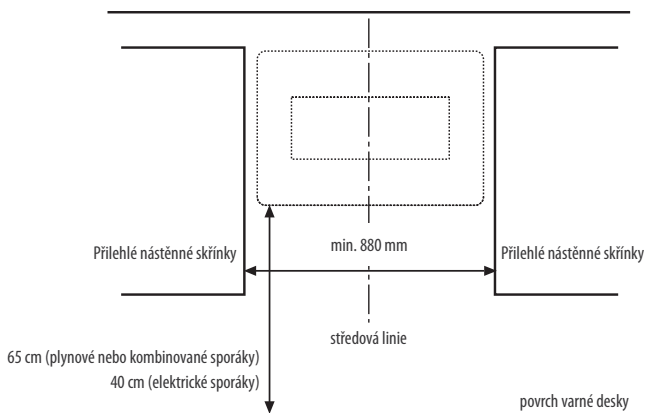 Přilehlé nástěnné skřínky
min. 880 mm
Přilehlé nástěnné skřínky
středová linie
65 cm (plynové nebo kombinované sporáky)
40 cm (elektrické sporáky)
povrch varné desky